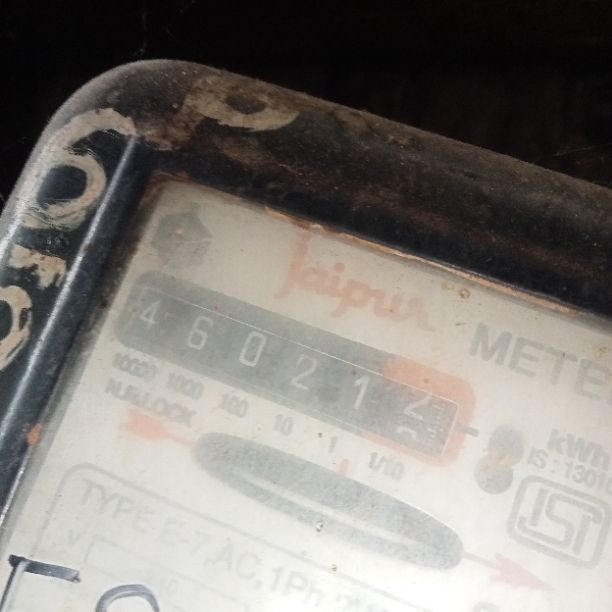 Jaipur
METE
4 6 0 2 1 2
10000 1000 100 10 1 1/10
kWh
N.R.LOCK
IS:1301
ISI
TYPE E-7, AC, 1Ph